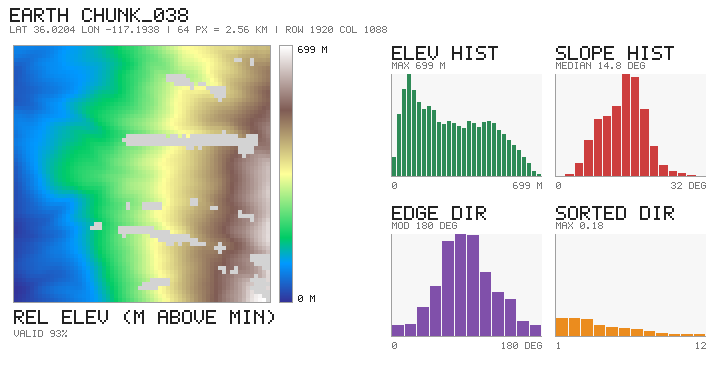 EARTH CHUNK_038
LAT 36.0204 LON -117.1938 | 64 PX = 2.56 KM | ROW 1920 COL 1088
699 M
0 M
REL ELEV (M ABOVE MIN)
VALID 93%
ELEV HIST
MAX 699 M
0 699 M
SLOPE HIST
MEDIAN 14.8 DEG
0 32 DEG
EDGE DIR
MOD 180 DEG
0 180 DEG
SORTED DIR
MAX 0.18
1 12